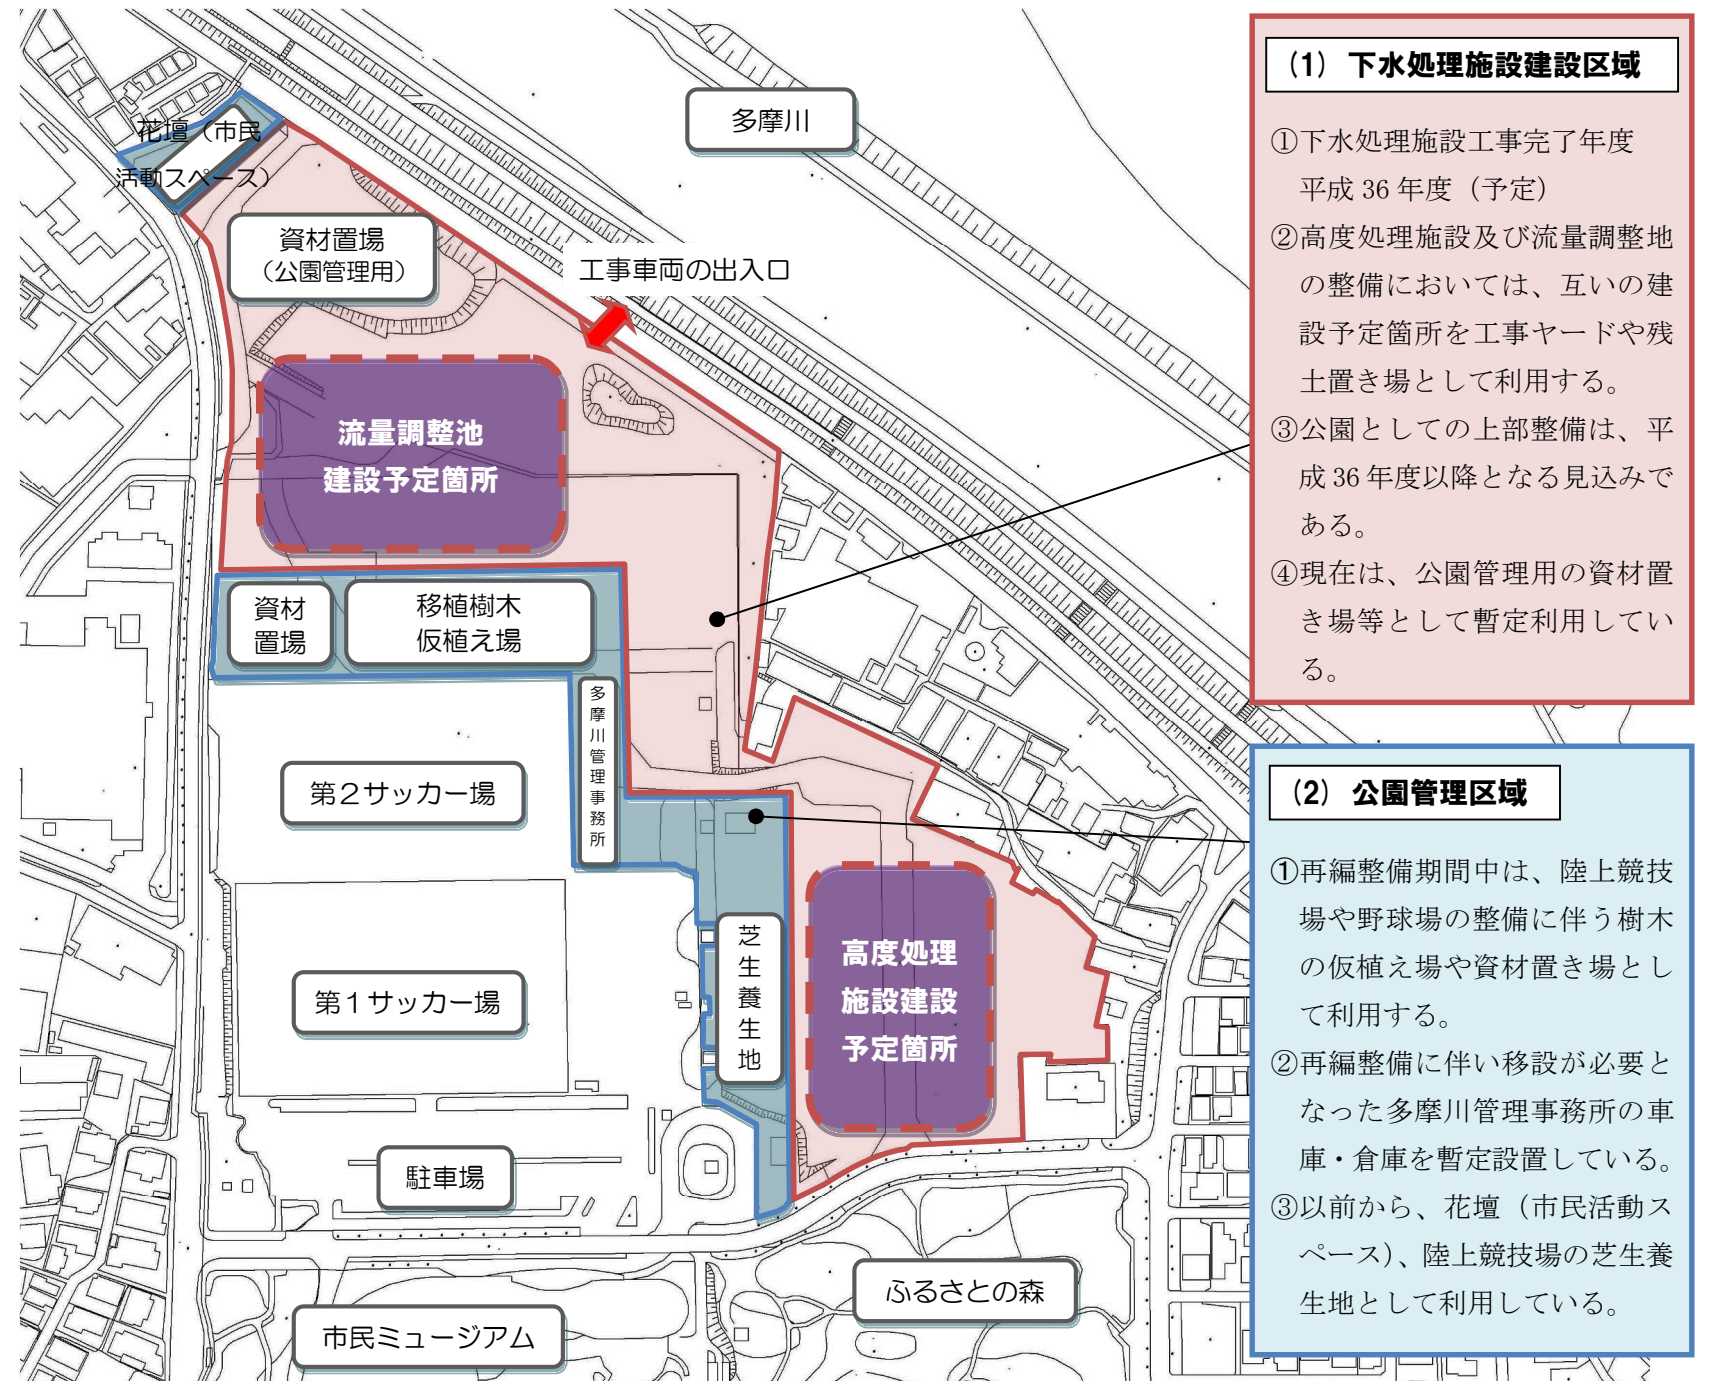 花壇（市民
活動スペース）
多摩川
資材置場
（公園管理用）
工事車両の出入口
流量調整池
建設予定箇所
資材
置場
移植樹木
仮植え場
多摩川管理事務所
第２サッカー場
第１サッカー場
芝生養生地
高度処理
施設建設
予定箇所
駐車場
ふるさとの森
市民ミュージアム
（1）下水処理施設建設区域
①下水処理施設工事完了年度
平成 36 年度（予定）
②高度処理施設及び流量調整地
の整備においては、互いの建
設予定箇所を工事ヤードや残
土置き場として利用する。
③公園としての上部整備は、平
成 36 年度以降となる見込みで
ある。
④現在は、公園管理用の資材置
き場等として暫定利用してい
る。
（2）公園管理区域
①再編整備期間中は、陸上競技
場や野球場の整備に伴う樹木
の仮植え場や資材置き場とし
て利用する。
②再編整備に伴い移設が必要と
なった多摩川管理事務所の車
庫・倉庫を暫定設置している。
③以前から、花壇（市民活動ス
ペース）、陸上競技場の芝生養
生地として利用している。